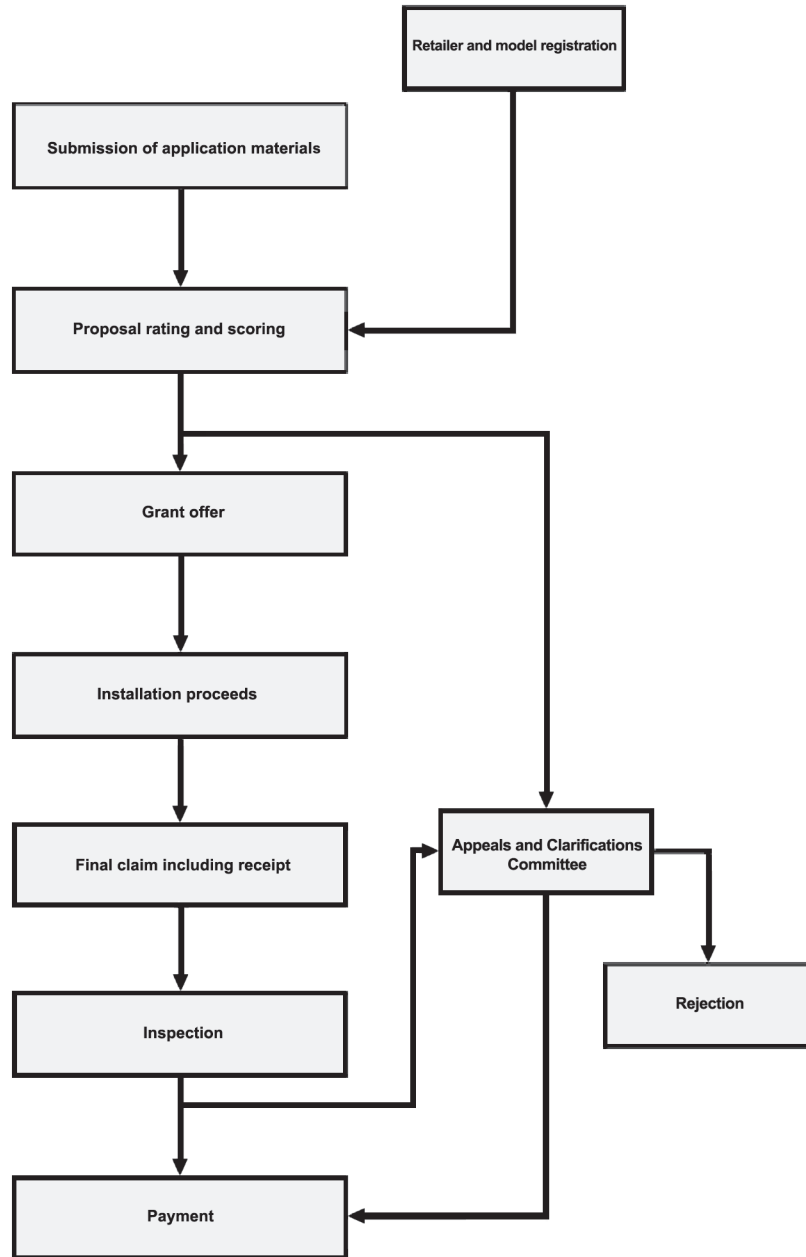 Retailer and model registration
Submission of application materials
Proposal rating and scoring
Grant offer
Installation proceeds
Final claim including receipt
Appeals and Clarifications
Committee
Rejection
Inspection
Payment